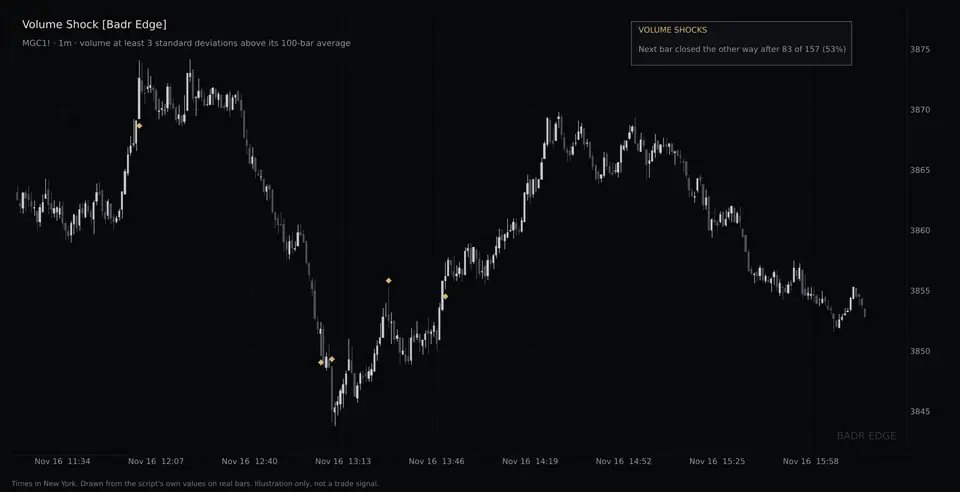 Volume Shock [Badr Edge]
MGC1! · 1m · volume at least 3 standard deviations above its 100-bar average
VOLUME SHOCKS
Next bar closed the other way after 83 of 157 (53%)
3875
3870
3865
3860
3855
3850
3845
BADR EDGE
Nov 16 11:34
Nov 16 12:07
Nov 16 12:40
Nov 16 13:13
Nov 16 13:46
Nov 16 14:19
Nov 16 14:52
Nov 16 15:25
Nov 16 15:58
Times in New York. Drawn from the script's own values on real bars. Illustration only, not a trade signal.